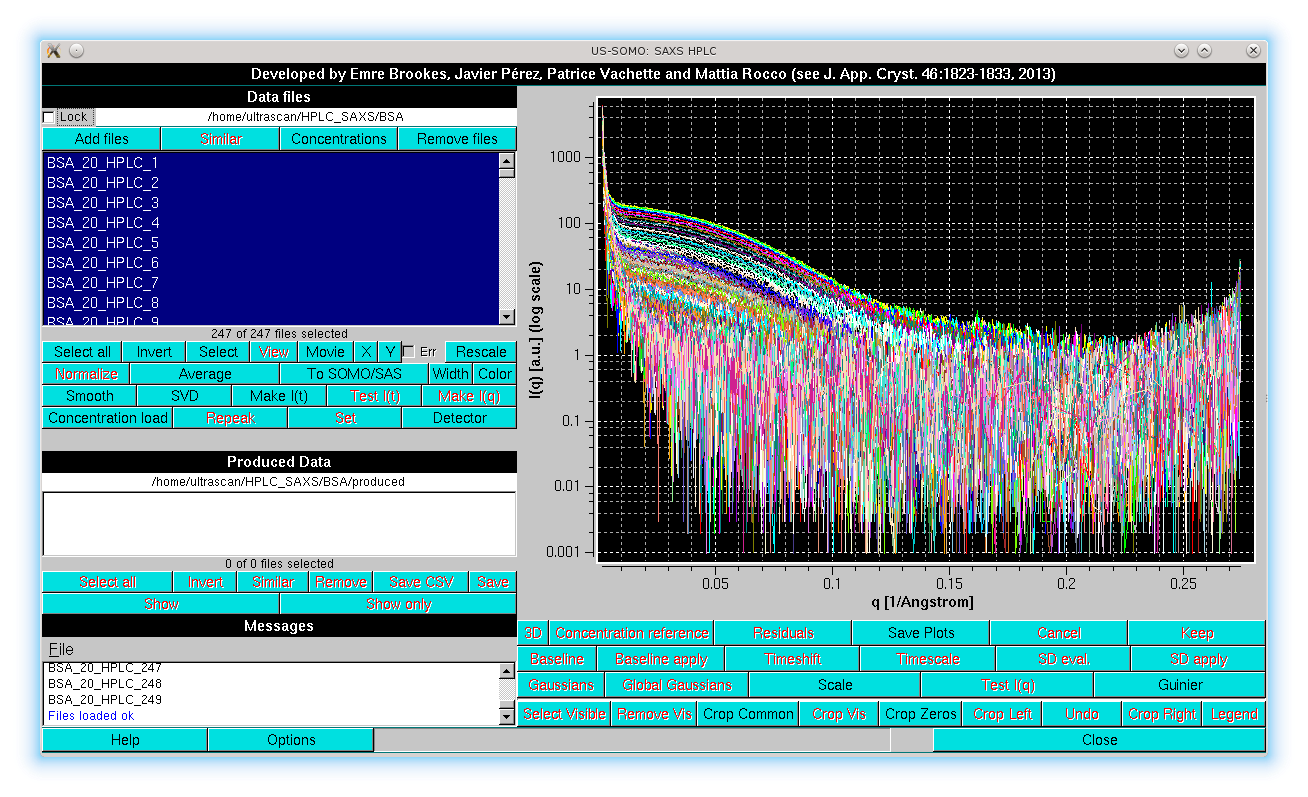 US-SOMO: SAXS HPLC
Developed by Emre Brookes, Javier Pérez, Patrice Vachette and Mattia Rocco (see J. App. Cryst. 46:1823-1833, 2013)
Data files
Lock /home/ultrascan/HPLC_SAXS/BSA
Add files Similar Concentrations Remove files
BSA_20_HPLC_1
BSA_20_HPLC_2
BSA_20_HPLC_3
BSA_20_HPLC_4
BSA_20_HPLC_5
BSA_20_HPLC_6
BSA_20_HPLC_7
BSA_20_HPLC_8
BSA_20_HPLC_9
247 of 247 files selected
Select all Invert Select View Movie X Y Err Rescale
Normalize Average To SOMO/SAS Width Color
Smooth SVD Make I(t) Test I(t) Make I(q)
Concentration load Repeak Set Detector
Produced Data
/home/ultrascan/HPLC_SAXS/BSA/produced
0 of 0 files selected
Select all Invert Similar Remove Save CSV Save
Show Show only
Messages
File
BSA_20_HPLC_247
BSA_20_HPLC_248
BSA_20_HPLC_249
Files loaded ok
Help Options
I(q) [a.u.] (log scale)
1000
100
10
1
0.1
0.01
0.001
0.05 0.1 0.15 0.2 0.25
q [1/Angstrom]
3D Concentration reference Residuals Save Plots Cancel Keep
Baseline Baseline apply Timeshift Timescale 3D eval. 3D apply
Gaussians Global Gaussians Scale Test I(q) Guinier
Select Visible Remove Vis Crop Common Crop Vis Crop Zeros Crop Left Undo Crop Right Legend
Close